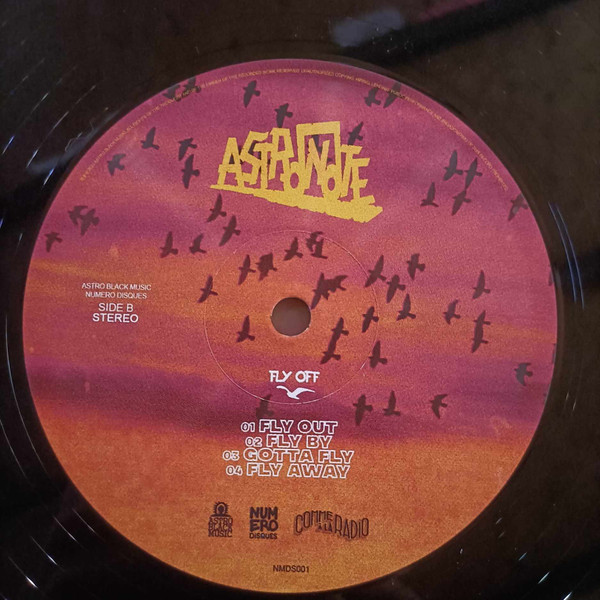 ASTRONOTE
ASTRO BLACK MUSIC
NUMERO DISQUES
SIDE B
STEREO
FLY OFF
01 FLY OUT
02 FLY BY
03 GOTTA FLY
04 FLY AWAY
ASTRO
BLACK
MUSIC
NUM
ERO
DISQUES
COMME
À LA
RADIO
NMDS001